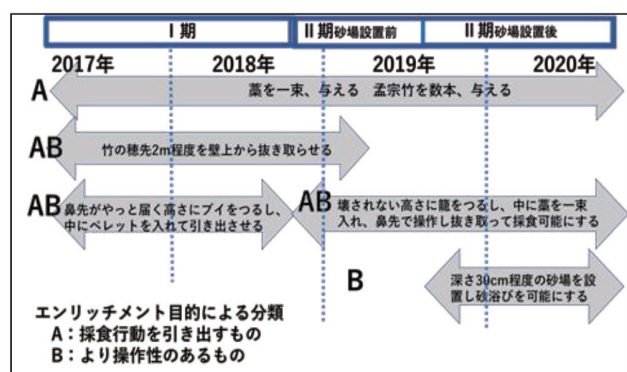 Ⅰ期
Ⅱ期砂場設置前
Ⅱ期砂場設置後
2017年
2018年
2019年
2020年
A
藁を一束、与える　孟宗竹を数本、与える
AB
竹の穂先2m程度を壁上から抜き取らせる
AB
鼻先がやっと届く高さにブイをつるし、
中にペレットを入れて引き出させる
AB
壊されない高さに籠をつるし、中に藁を一束
入れ、鼻先で操作し抜き取って採食可能にする
B
深さ30cm程度の砂場を設
置し砂浴びを可能にする
エンリッチメント目的による分類
A：採食行動を引き出すもの
B：より操作性のあるもの